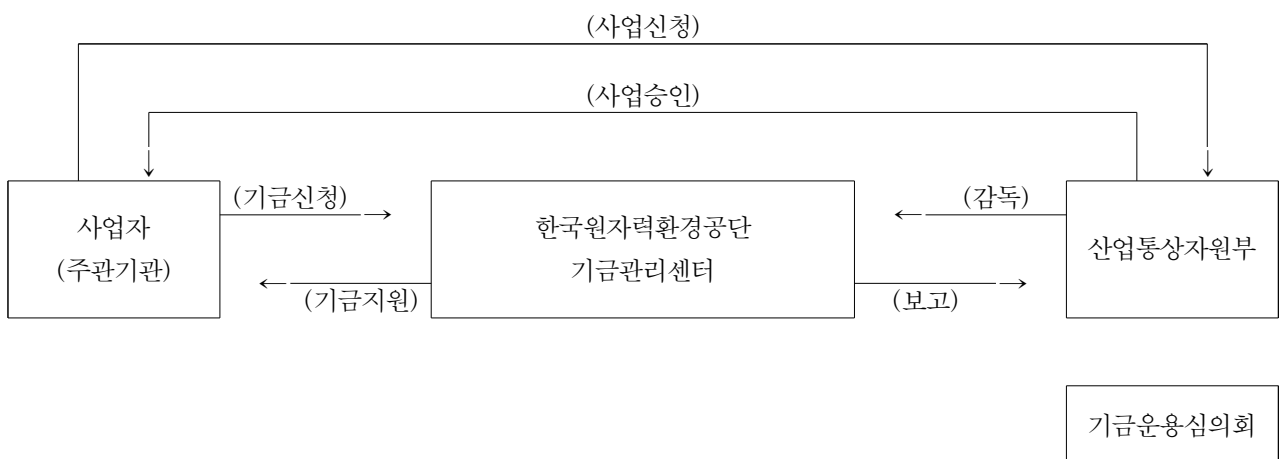 (사업신청)
(사업승인)
사업자
(주관기관)
(기금신청)
(기금지원)
한국원자력환경공단
기금관리센터
(감독)
(보고)
산업통상자원부
기금운용심의회